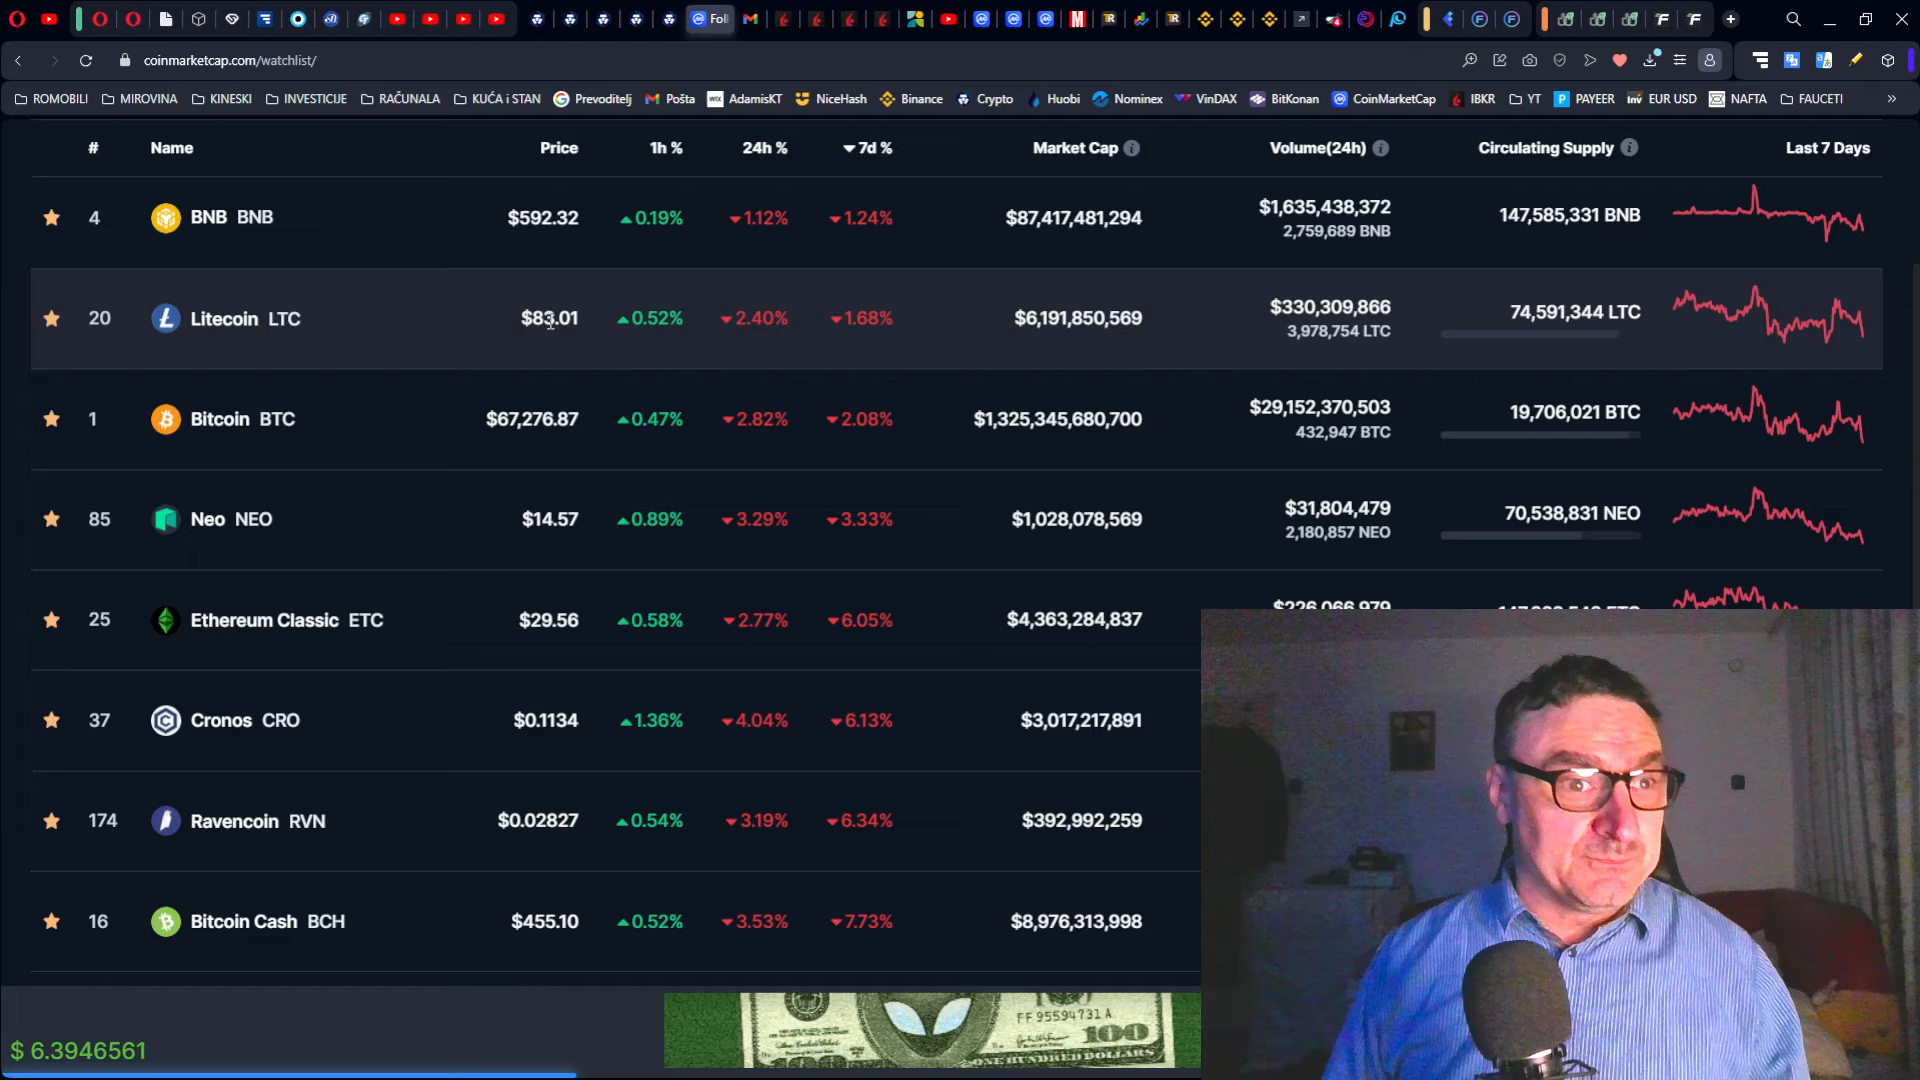 Foll
coinmarketcap.com/watchlist/
ROMOBILI MIROVINA KINESKI INVESTICIJE RAČUNALA KUĆA i STAN Prevoditelj Pošta AdamisKT NiceHash Binance Crypto Huobi Nominex VinDAX BitKonan CoinMarketCap IBKR YT PAYEER EUR USD NAFTA FAUCETI
# Name Price 1h % 24h % 7d % Market Cap Volume(24h) Circulating Supply Last 7 Days
4 BNB BNB $592.32 0.19% 1.12% 1.24% $87,417,481,294 $1,635,438,372 147,585,331 BNB
2,759,689 BNB
20 Litecoin LTC $83.01 0.52% 2.40% 1.68% $6,191,850,569 $330,309,866 74,591,344 LTC
3,978,754 LTC
1 Bitcoin BTC $67,276.87 0.47% 2.82% 2.08% $1,325,345,680,700 $29,152,370,503 19,706,021 BTC
432,947 BTC
85 Neo NEO $14.57 0.89% 3.29% 3.33% $1,028,078,569 $31,804,479 70,538,831 NEO
2,180,857 NEO
25 Ethereum Classic ETC $29.56 0.58% 2.77% 6.05% $4,363,284,837 $226,066,979
37 Cronos CRO $0.1134 1.36% 4.04% 6.13% $3,017,217,891
174 Ravencoin RVN $0.02827 0.54% 3.19% 6.34% $392,992,259
16 Bitcoin Cash BCH $455.10 0.52% 3.53% 7.73% $8,976,313,998
FF 95594731 A
100
ONE HUNDRED DOLLARS
$ 6.3946561